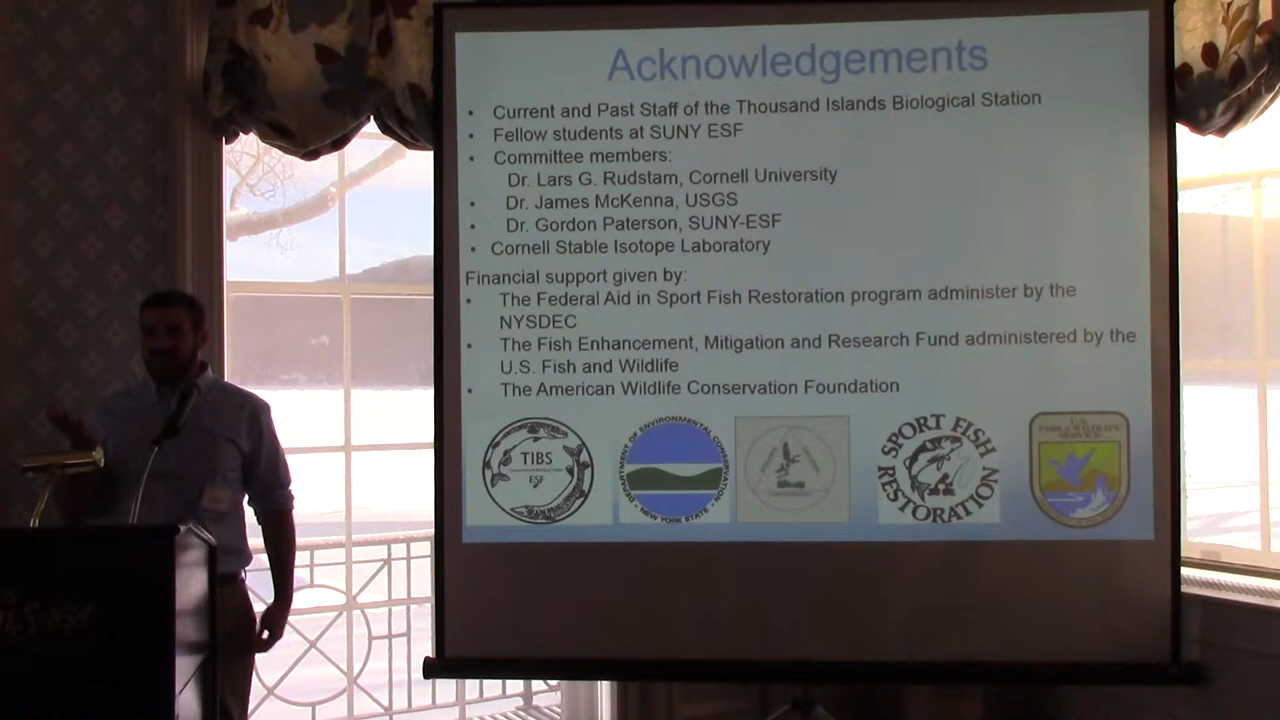 Acknowledgements
• Current and Past Staff of the Thousand Islands Biological Station
• Fellow students at SUNY ESF
• Committee members:
Dr. Lars G. Rudstam, Cornell University
• Dr. James McKenna, USGS
• Dr. Gordon Paterson, SUNY-ESF
• Cornell Stable Isotope Laboratory
Financial support given by:
• The Federal Aid in Sport Fish Restoration program administer by the
NYSDEC
• The Fish Enhancement, Mitigation and Research Fund administered by the
U.S. Fish and Wildlife
• The American Wildlife Conservation Foundation
TIBS
ESF
DEPARTMENT OF ENVIRONMENTAL CONSERVATION
NEW YORK STATE
SPORT FISH
RESTORATION
U.S.
FISH & WILDLIFE
SERVICE